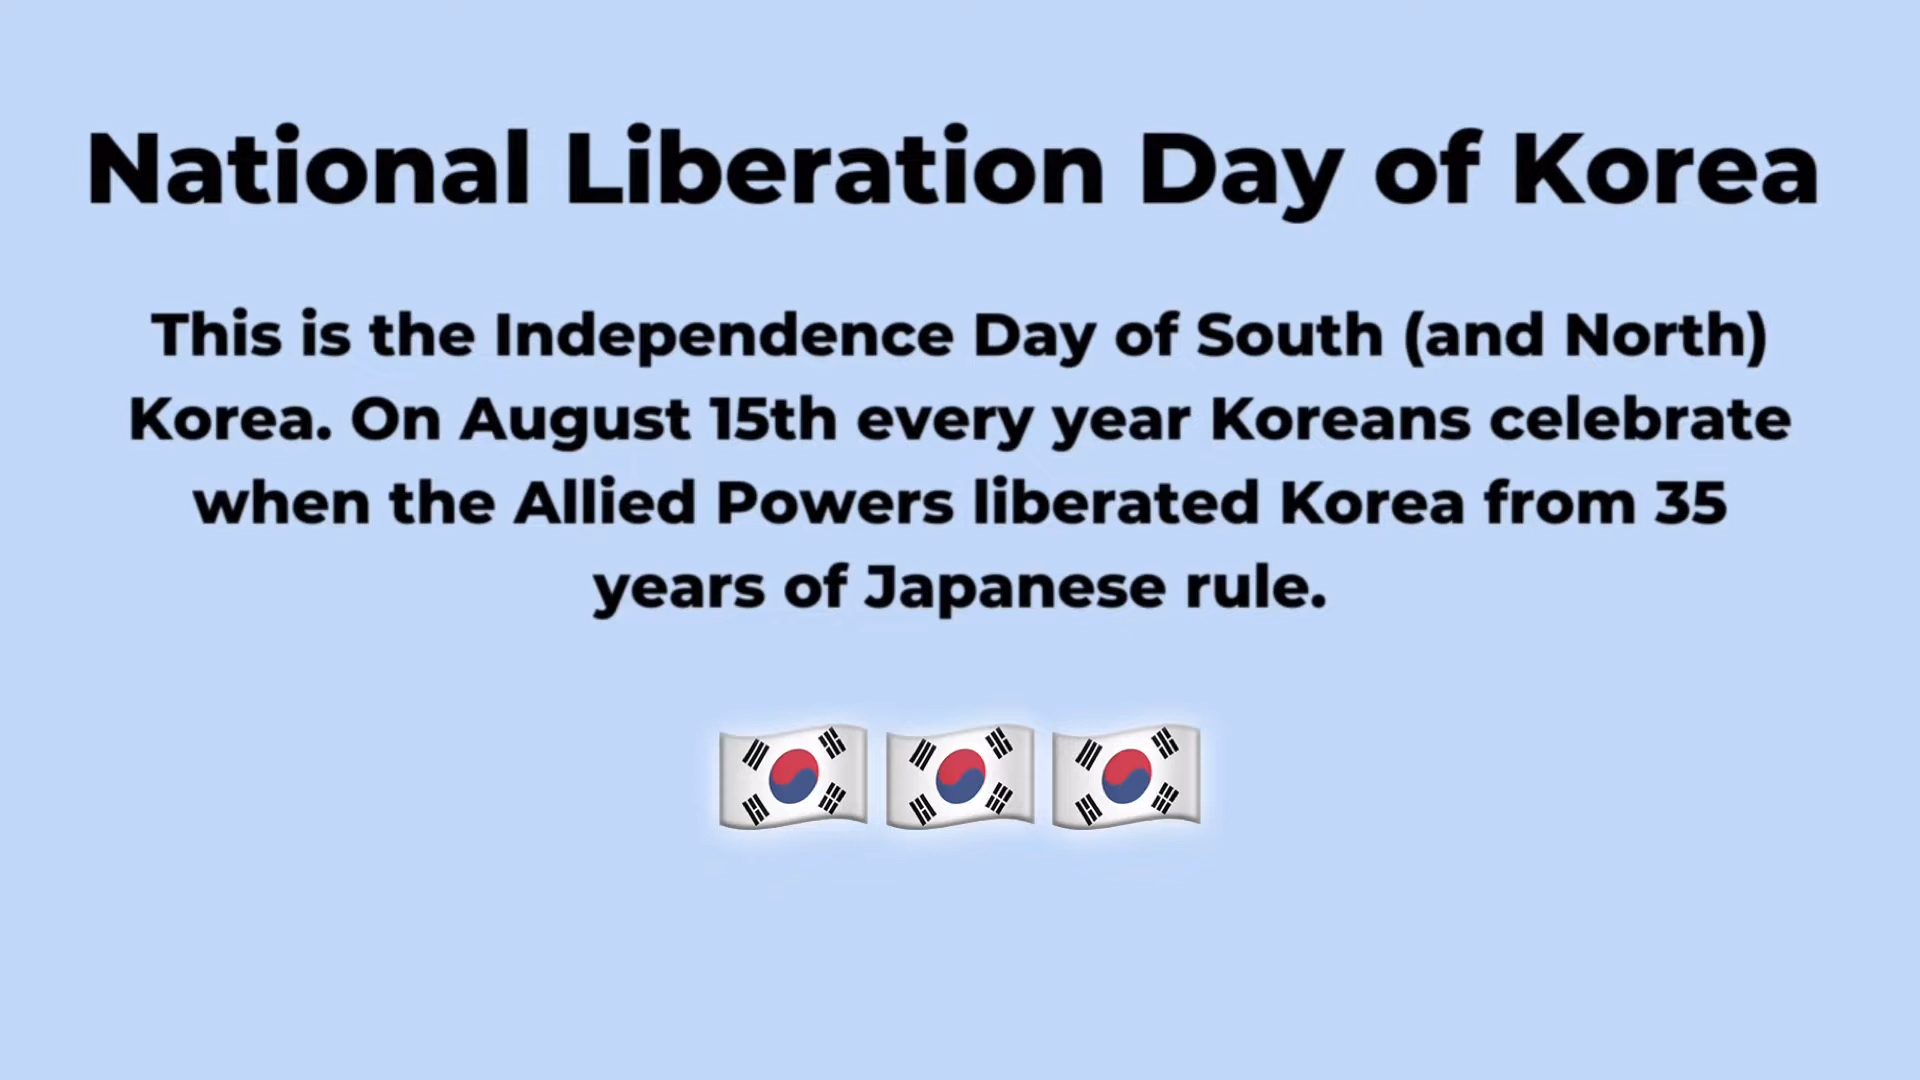 National Liberation Day of Korea
This is the Independence Day of South (and North)
Korea. On August 15th every year Koreans celebrate
when the Allied Powers liberated Korea from 35
years of Japanese rule.